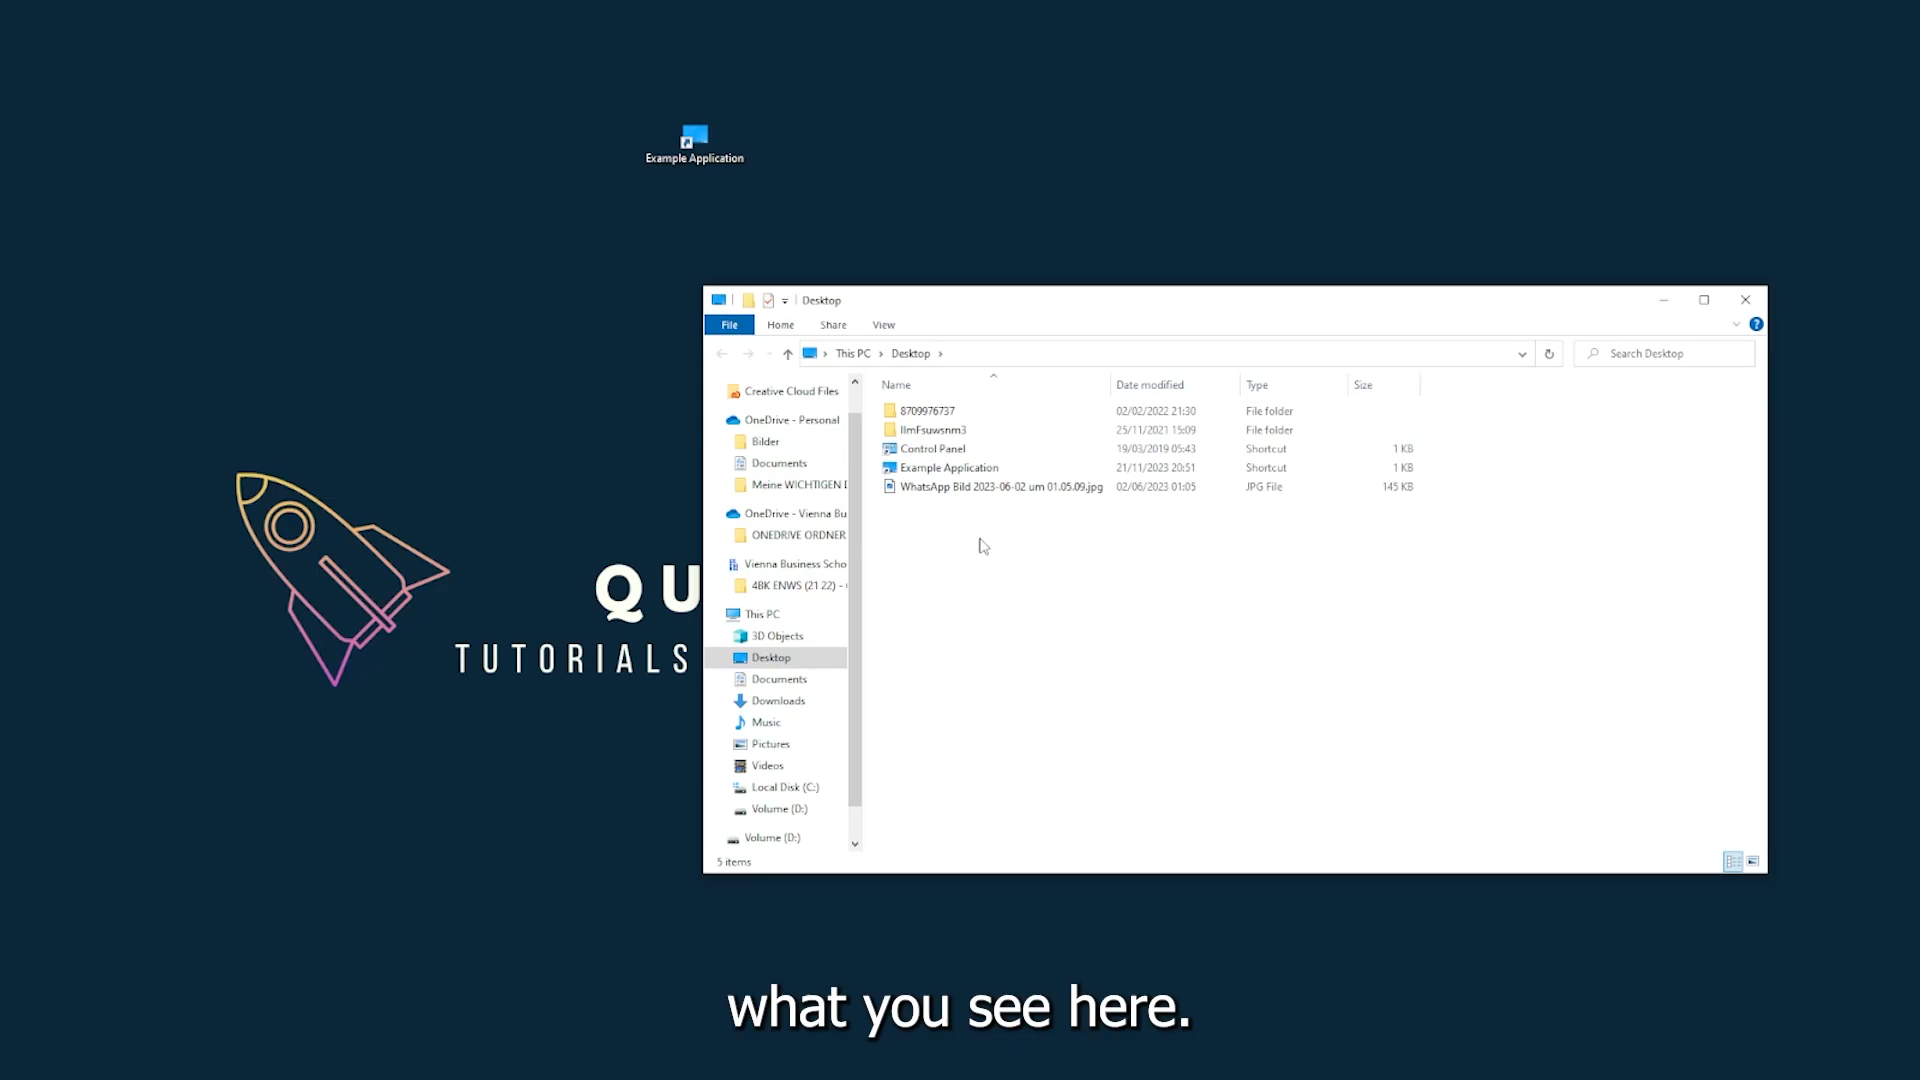 Example Application
QU
TUTORIALS
Desktop
File Home Share View
This PC Desktop
Search Desktop
Name Date modified Type Size
8709976737 02/02/2022 21:30 File folder
IlmFsuwsnm3 25/11/2021 15:09 File folder
Control Panel 19/03/2019 05:43 Shortcut 1 KB
Example Application 21/11/2023 20:51 Shortcut 1 KB
WhatsApp Bild 2023-06-02 um 01.05.09.jpg 02/06/2023 01:05 JPG File 145 KB
Creative Cloud Files
OneDrive - Personal
Bilder
Documents
Meine WICHTIGEN
OneDrive - Vienna Bu
ONEDRIVE ORDNER
Vienna Business Scho
4BK ENWS (21 22) -
This PC
3D Objects
Desktop
Documents
Downloads
Music
Pictures
Videos
Local Disk (C:)
Volume (D:)
Volume (D:)
5 items
what you see here.